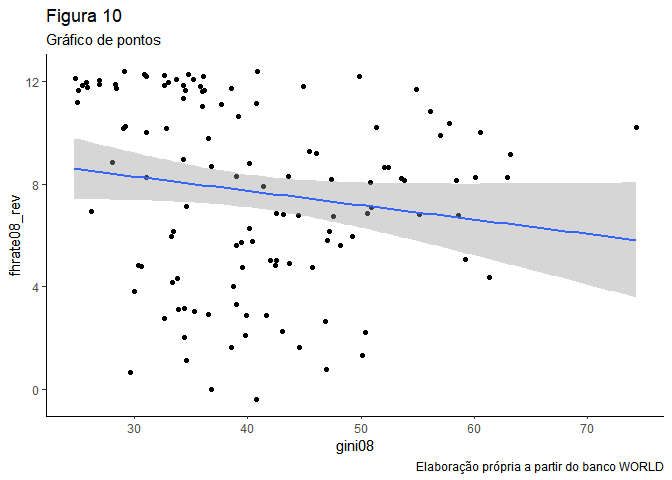 Figura 10
Gráfico de pontos
12
8
4
0
fhrate08_rev
30
40
50
60
70
gini08
Elaboração própria a partir do banco WORLD